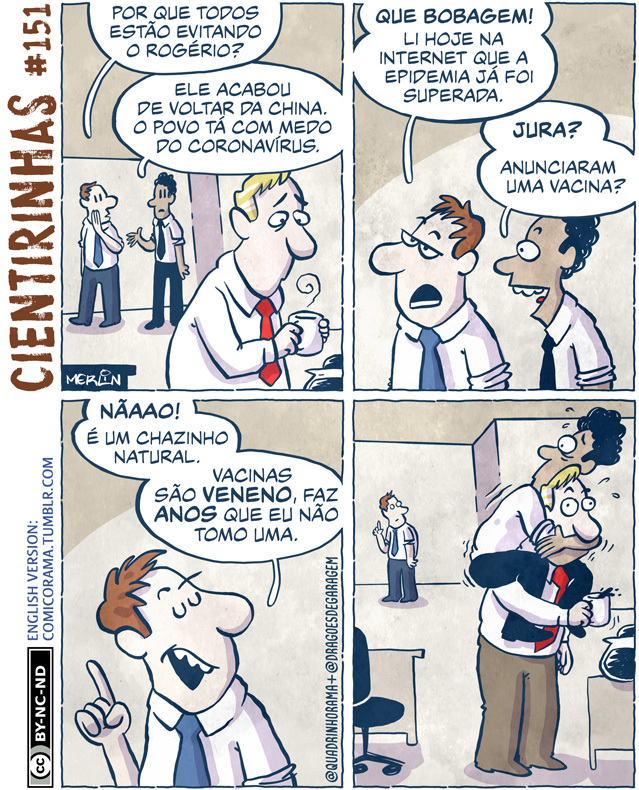 CIENTIRINHAS #151
POR QUE TODOS
ESTÃO EVITANDO
O ROGÉRIO?
ELE ACABOU
DE VOLTAR DA CHINA.
O POVO TÁ COM MEDO
DO CORONAVÍRUS.
MERLIN
QUE BOBAGEM!
LI HOJE NA
INTERNET QUE A
EPIDEMIA JÁ FOI
SUPERADA.
JURA?
ANUNCIARAM
UMA VACINA?
NÃAAO!
É UM CHAZINHO
NATURAL.
VACINAS
SÃO VENENO, FAZ
ANOS QUE EU NÃO
TOMO UMA.
@QUADRINHORAMA + @DRAGOESDEGARAGEM
ENGLISH VERSION:
COMICORAMA.TUMBLR.COM
cc BY-NC-ND